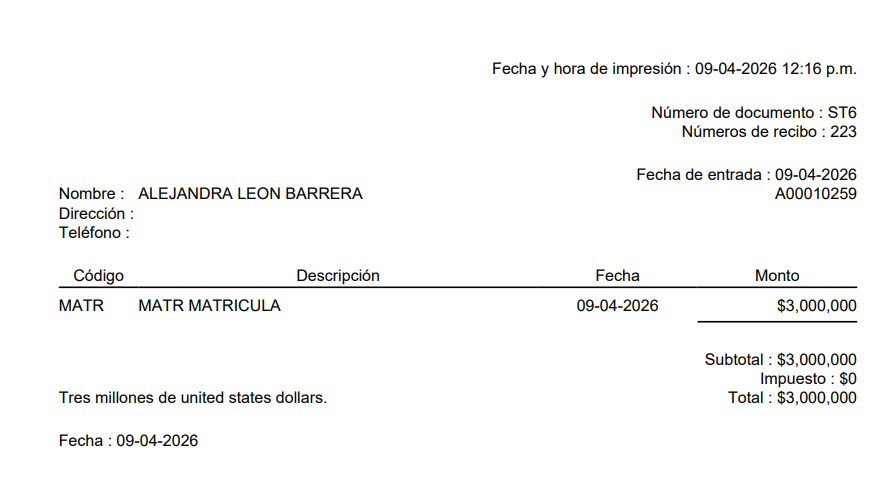 Fecha y hora de impresión : 09-04-2026 12:16 p.m.
Número de documento : ST6
Números de recibo : 223
Fecha de entrada : 09-04-2026
Nombre : ALEJANDRA LEON BARRERA A00010259
Dirección :
Teléfono :
Código Descripción Fecha Monto
MATR MATR MATRICULA 09-04-2026 $3,000,000
Subtotal : $3,000,000
Impuesto : $0
Tres millones de united states dollars. Total : $3,000,000
Fecha : 09-04-2026